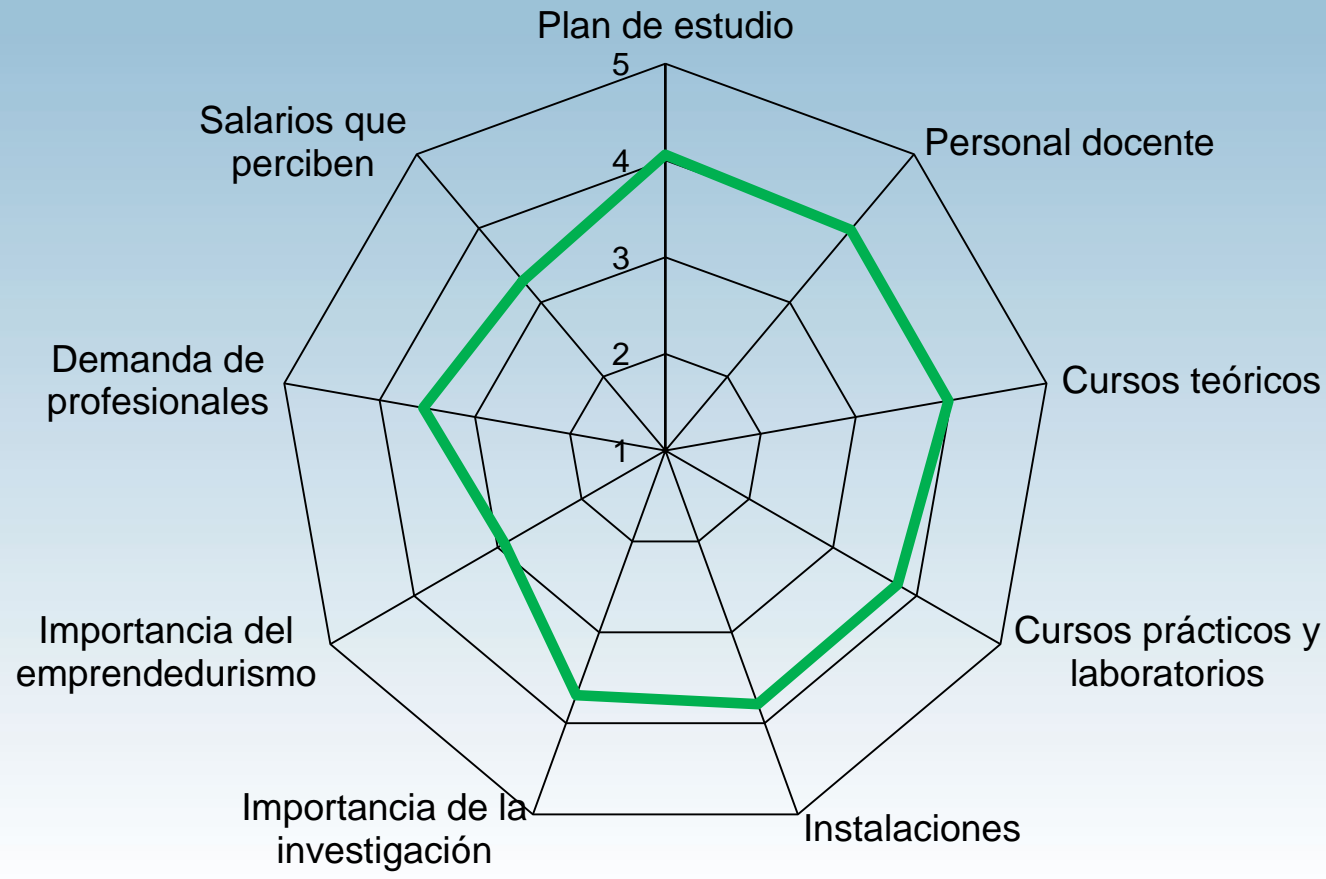 Plan de estudio
5
Salarios que
perciben
Personal docente
4
3
Demanda de
profesionales
Cursos teóricos
2
1
Importancia del
emprendedurismo
Cursos prácticos y
laboratorios
Importancia de la
investigación
Instalaciones